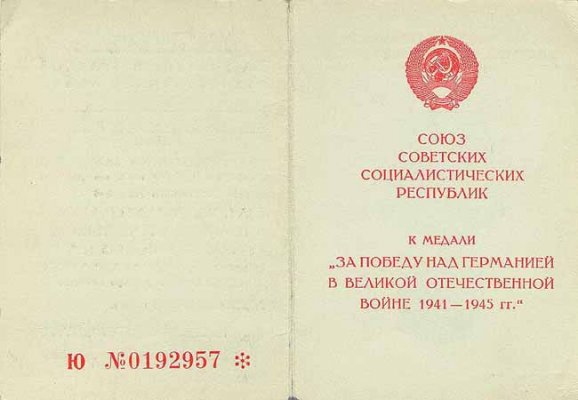 СОЮЗ
СОВЕТСКИХ
СОЦИАЛИСТИЧЕСКИХ
РЕСПУБЛИК
К МЕДАЛИ
„ЗА ПОБЕДУ НАД ГЕРМАНИЕЙ
В ВЕЛИКОЙ ОТЕЧЕСТВЕННОЙ
ВОЙНЕ 1941—1945 гг.“
Ю №0192957 ✻